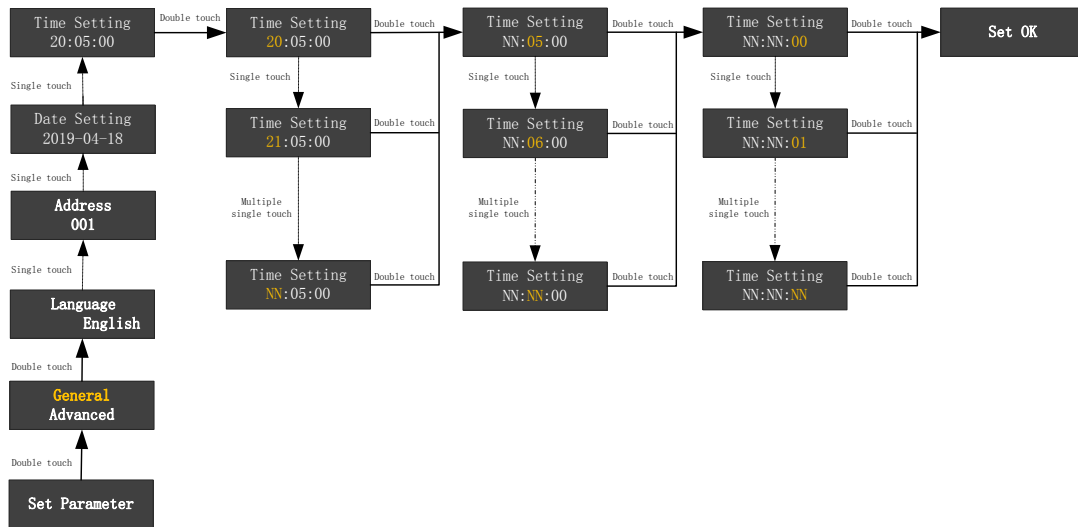 Time Setting
20:05:00
Double touch
Time Setting
20:05:00
Double touch
Time Setting
NN:05:00
Double touch
Time Setting
NN:NN:00
Double touch
Set OK
Single touch
Single touch
Single touch
Single touch
Date Setting
2019-04-18
Time Setting
21:05:00
Double touch
Time Setting
NN:06:00
Double touch
Time Setting
NN:NN:01
Double touch
Single touch
Address
001
Multiple
single touch
Multiple
single touch
Multiple
single touch
Single touch
Time Setting
NN:05:00
Double touch
Time Setting
NN:NN:00
Double touch
Time Setting
NN:NN:NN
Double touch
Language
English
Double touch
General
Advanced
Double touch
Set Parameter